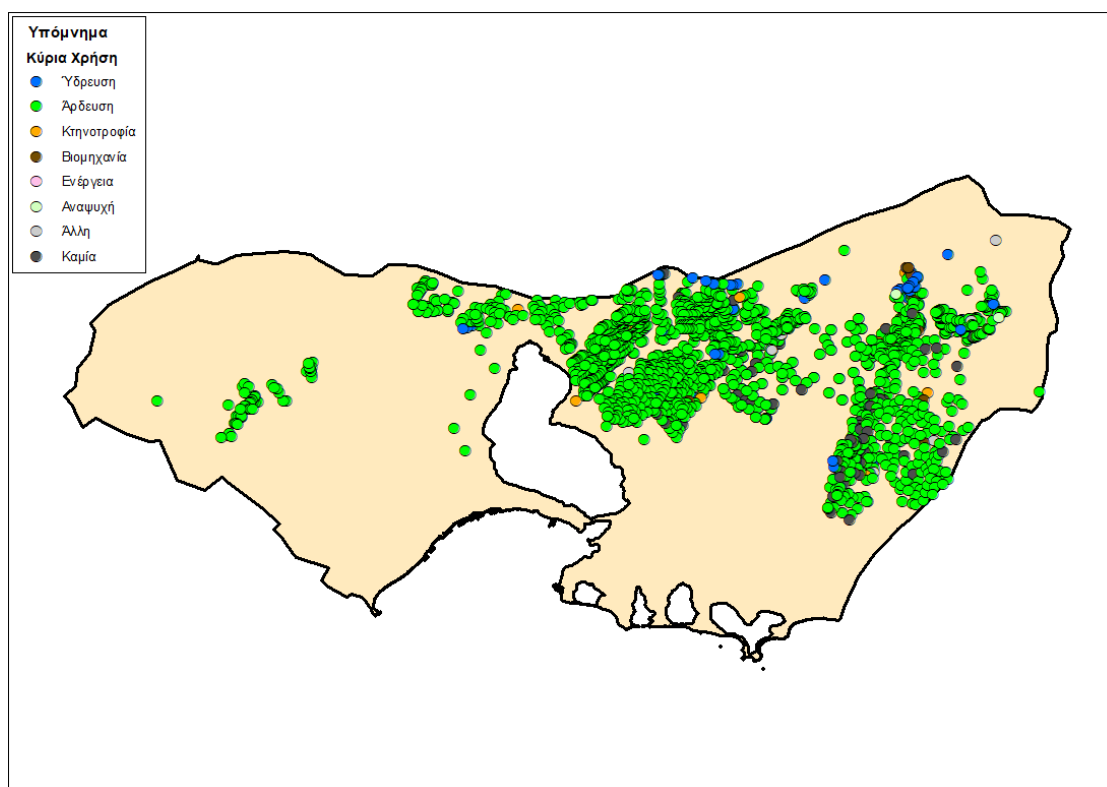 Υπόμνημα
Κύρια Χρήση
Ύδρευση
Άρδευση
Κτηνοτροφία
Βιομηχανία
Ενέργεια
Αναψυχή
Άλλη
Καμία